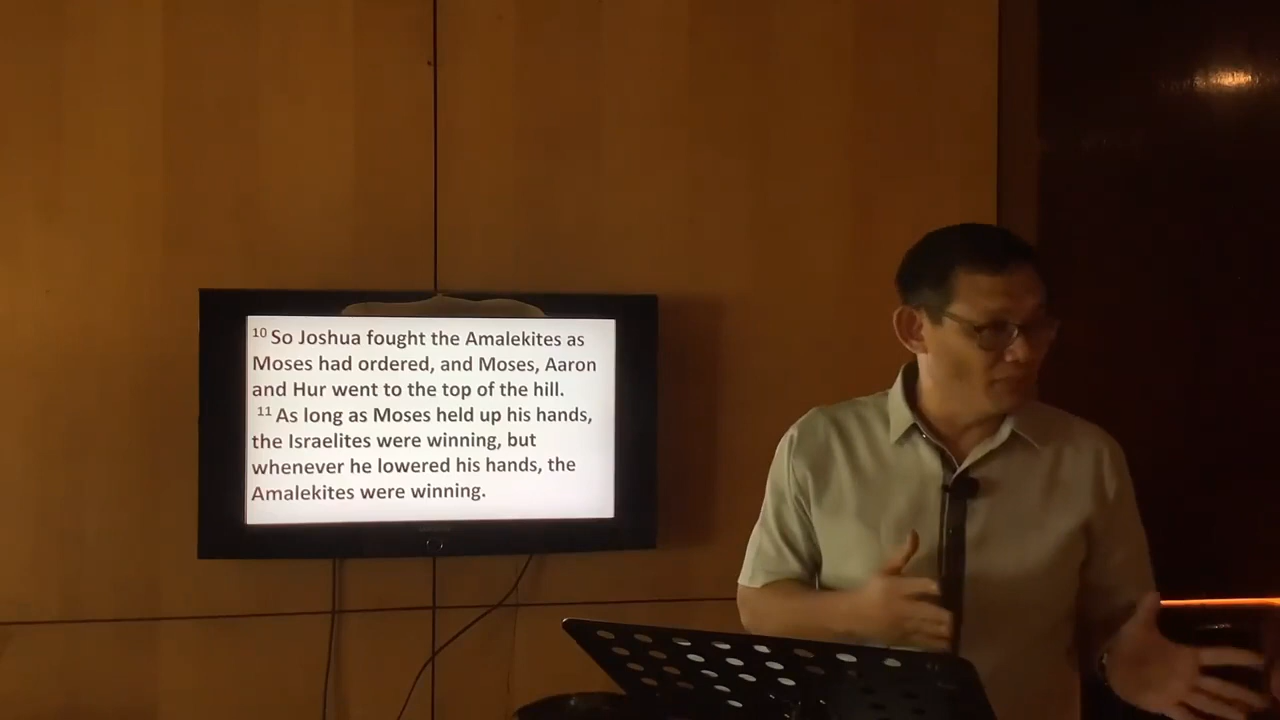 10 So Joshua fought the Amalekites as
Moses had ordered, and Moses, Aaron
and Hur went to the top of the hill.
11 As long as Moses held up his hands,
the Israelites were winning, but
whenever he lowered his hands, the
Amalekites were winning.